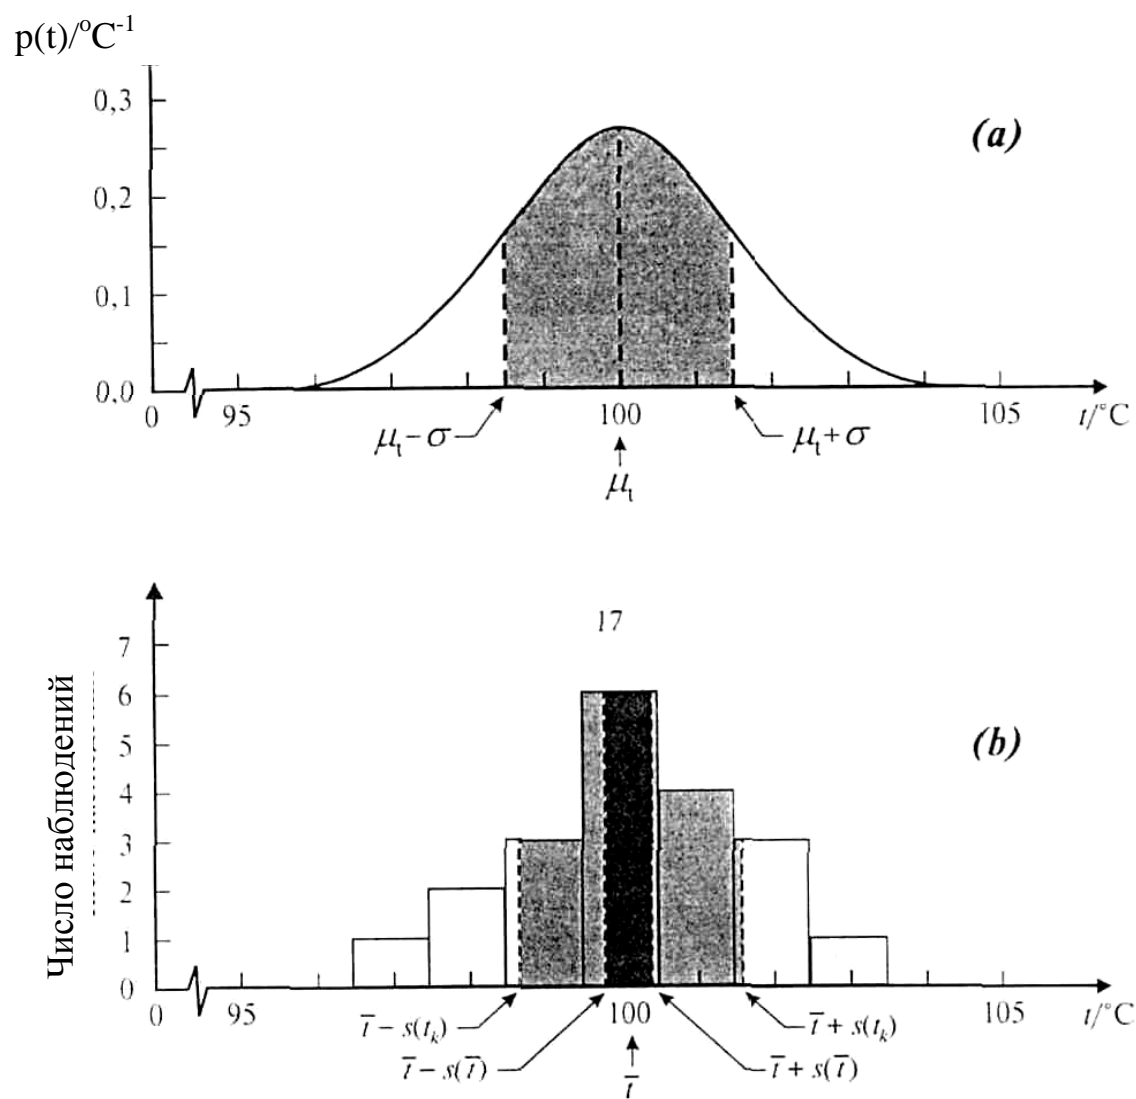 p(t)/°C⁻¹
0,3
(a)
0,2
0,1
0.0
0 95 100 105 t/°C
μₜ–σ μₜ+σ
μₜ
17
7
6
5
(b)
4
3
2
1
0
Число наблюдений
0 95 100 105 t/°C
t̅ – s(tₖ) t̅ + s(tₖ)
t̅ – s(t̅) t̅ + s(t̅)
t̅